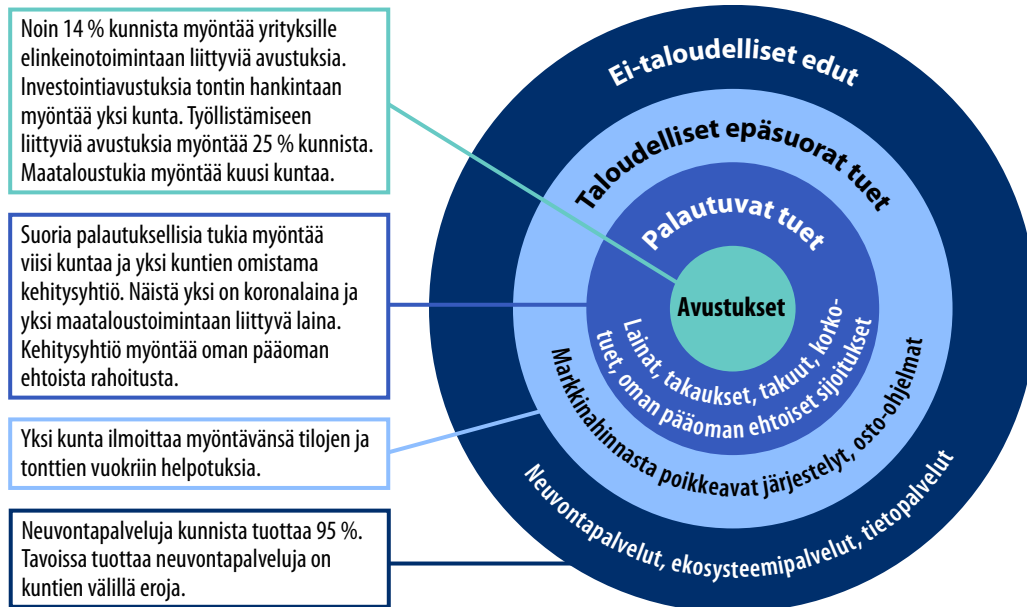 Noin 14 % kunnista myöntää yrityksille
elinkeinotoimintaan liittyviä avustuksia.
Investointiavustuksia tontin hankintaan
myöntää yksi kunta. Työllistämiseen
liittyviä avustuksia myöntää 25 % kunnista.
Maataloustukia myöntää kuusi kuntaa.
Suoria palautuksellisia tukia myöntää
viisi kuntaa ja yksi kuntien omistama
kehitysyhtiö. Näistä yksi on koronalaina ja
yksi maataloustoimintaan liittyvä laina.
Kehitysyhtiö myöntää oman pääoman
ehtoista rahoitusta.
Yksi kunta ilmoittaa myöntävänsä tilojen ja
tonttien vuokriin helpotuksia.
Neuvontapalveluja kunnista tuottaa 95 %.
Tavoissa tuottaa neuvontapalveluja on
kuntien välillä eroja.
Ei-taloudelliset edut
Taloudelliset epäsuorat tuet
Palautuvat tuet
Avustukset
Lainat, takaukset, takuut, korko-
tuet, oman pääoman ehtoiset sijoitukset
Markkinahinnasta poikkeavat järjestelyt, osto-ohjelmat
Neuvontapalvelut, ekosysteemipalvelut, tietopalvelut